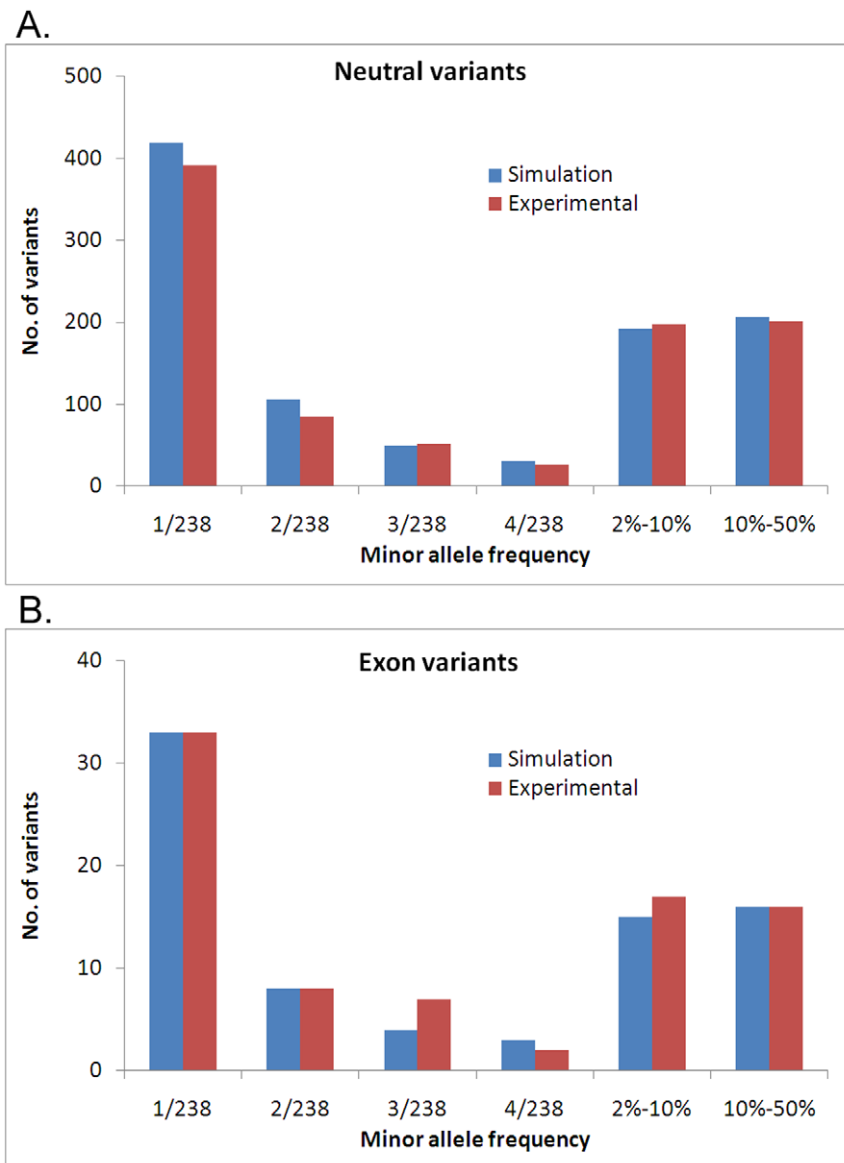 A.
Neutral variants
500
400
300
200
100
0
No. of variants
Simulation
Experimental
1/238 2/238 3/238 4/238 2%-10% 10%-50%
Minor allele frequency
B.
Exon variants
40
30
20
10
0
No. of variants
Simulation
Experimental
1/238 2/238 3/238 4/238 2%-10% 10%-50%
Minor allele frequency